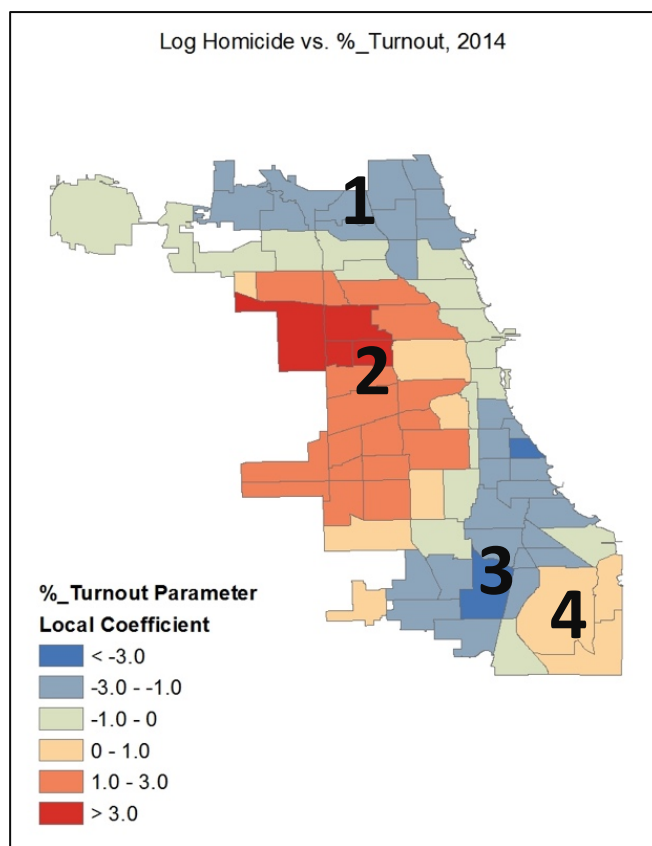 Log Homicide vs. %_Turnout, 2014
1
2
3
4
%_Turnout Parameter
Local Coefficient
< -3.0
-3.0 - -1.0
-1.0 - 0
0 - 1.0
1.0 - 3.0
> 3.0